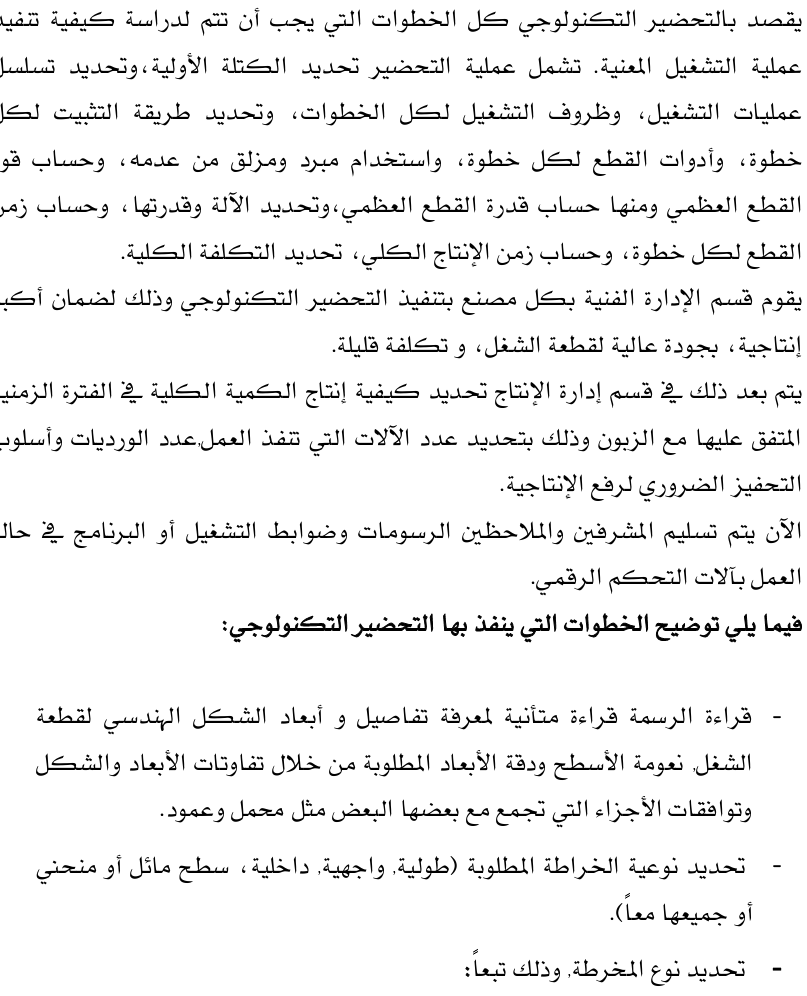 يقصد بالتحضير التكنولوجي كل الخطوات التي يجب أن تتم لدراسة كيفية تنفيذ
عملية التشغيل المعنية. تشمل عملية التحضير تحديد الكتلة الأولية،وتحديد تسلسل
عمليات التشغيل، وظروف التشغيل لكل الخطوات، وتحديد طريقة التثبيت لكل
خطوة، وأدوات القطع لكل خطوة، واستخدام مبرد ومزلق من عدمه، وحساب قوة
القطع العظمي ومنها حساب قدرة القطع العظمي،وتحديد الآلة وقدرتها، وحساب زمن
القطع لكل خطوة، وحساب زمن الإنتاج الكلي، تحديد التكلفة الكلية.
يقوم قسم الإدارة الفنية بكل مصنع بتنفيذ التحضير التكنولوجي وذلك لضمان أكبر
إنتاجية، بجودة عالية لقطعة الشغل، و تكلفة قليلة.
يتم بعد ذلك في قسم إدارة الإنتاج تحديد كيفية إنتاج الكمية الكلية في الفترة الزمنية
المتفق عليها مع الزبون وذلك بتحديد عدد الآلات التي تنفذ العمل,عدد الورديات وأسلوب
التحفيز الضروري لرفع الإنتاجية.
الآن يتم تسليم المشرفين والملاحظين الرسومات وضوابط التشغيل أو البرنامج في حالة
العمل بآلات التحكم الرقمي.
فيما يلي توضيح الخطوات التي ينفذ بها التحضير التكنولوجي:
- قراءة الرسمة قراءة متأنية لمعرفة تفاصيل و أبعاد الشكل الهندسي لقطعة
الشغل, نعومة الأسطح ودقة الأبعاد المطلوبة من خلال تفاوتات الأبعاد والشكل
وتوافقات الأجزاء التي تجمع مع بعضها البعض مثل محمل وعمود.
- تحديد نوعية الخراطة المطلوبة (طولية, واجهية, داخلية، سطح مائل أو منحني
أو جميعها معاً).
- تحديد نوع المخرطة, وذلك تبعاً: